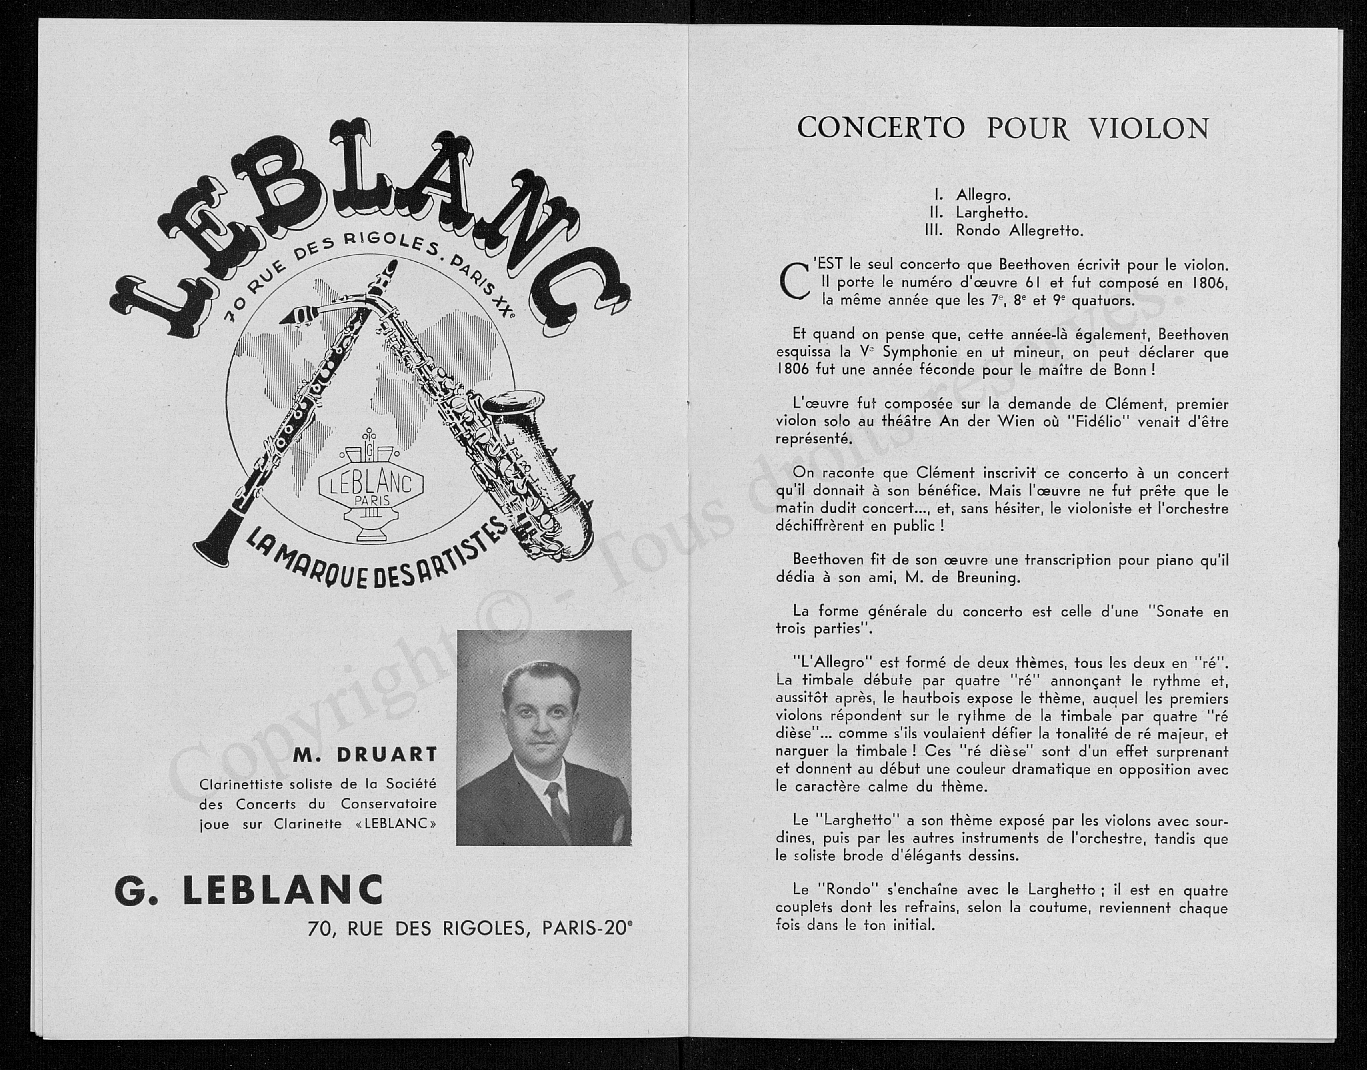 LEBLANC
70 RUE DES RIGOLES. PARIS XXe
LEBLANC
PARIS
LA MARQUE DES ARTISTES
M. DRUART
Clarinettiste soliste de la Société
des Concerts du Conservatoire
joue sur Clarinette «LEBLANC»
G. LEBLANC
70, RUE DES RIGOLES, PARIS-20e
CONCERTO POUR VIOLON
I. Allegro.
II. Larghetto.
III. Rondo Allegretto.
C'EST le seul concerto que Beethoven écrivit pour le violon.
Il porte le numéro d'œuvre 61 et fut composé en 1806,
la même année que les 7e, 8e et 9e quatuors.
Et quand on pense que, cette année-là également, Beethoven
esquissa la Ve Symphonie en ut mineur, on peut déclarer que
1806 fut une année féconde pour le maître de Bonn !
L'œuvre fut composée sur la demande de Clément, premier
violon solo au théâtre An der Wien où "Fidélio" venait d'être
représenté.
On raconte que Clément inscrivit ce concerto à un concert
qu'il donnait à son bénéfice. Mais l'œuvre ne fut prête que le
matin dudit concert..., et, sans hésiter, le violoniste et l'orchestre
déchiffrèrent en public !
Beethoven fit de son œuvre une transcription pour piano qu'il
dédia à son ami, M. de Breuning.
La forme générale du concerto est celle d'une "Sonate en
trois parties".
"L'Allegro" est formé de deux thèmes, tous les deux en "ré".
La timbale débute par quatre "ré" annonçant le rythme et,
aussitôt après, le hautbois expose le thème, auquel les premiers
violons répondent sur le rythme de la timbale par quatre "ré
dièse"... comme s'ils voulaient défier la tonalité de ré majeur, et
narguer la timbale ! Ces "ré dièse" sont d'un effet surprenant
et donnent au début une couleur dramatique en opposition avec
le caractère calme du thème.
Le "Larghetto" a son thème exposé par les violons avec sour-
dines, puis par les autres instruments de l'orchestre, tandis que
le soliste brode d'élégants dessins.
Le "Rondo" s'enchaîne avec le Larghetto ; il est en quatre
couplets dont les refrains, selon la coutume, reviennent chaque
fois dans le ton initial.
Copyright © - Tous droits réservés.